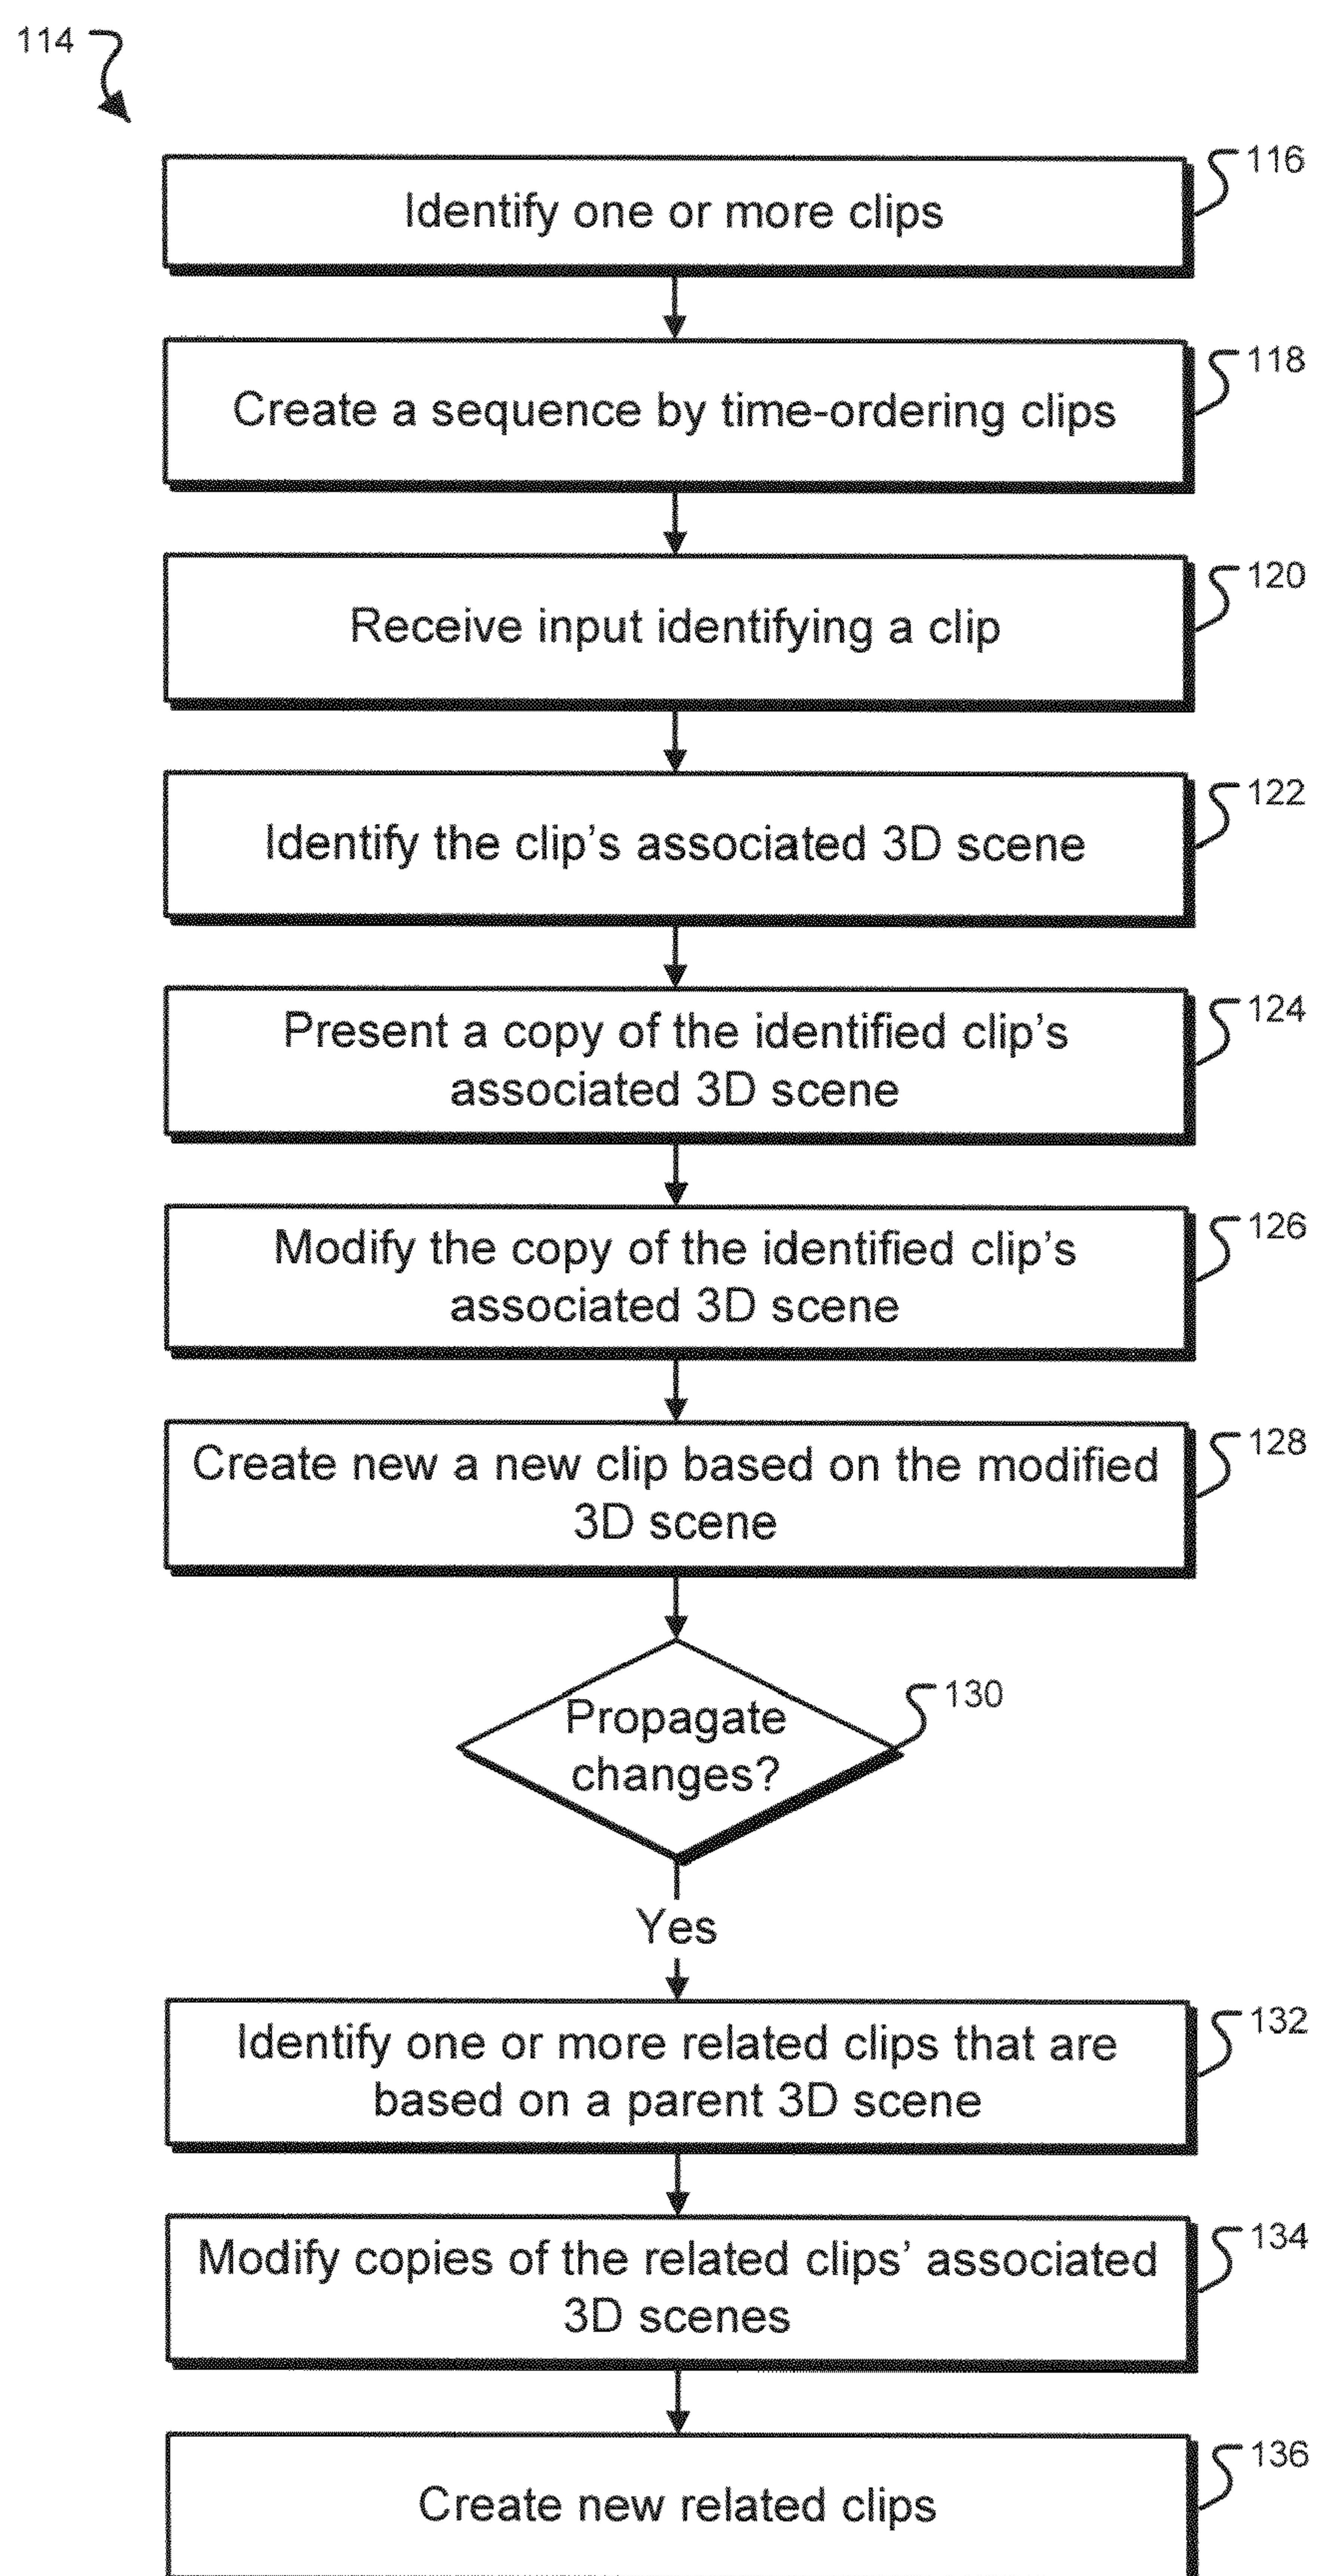 114
Identify one or more clips
116
Create a sequence by time-ordering clips
118
Receive input identifying a clip
120
Identify the clip's associated 3D scene
122
Present a copy of the identified clip's
associated 3D scene
124
Modify the copy of the identified clip's
associated 3D scene
126
Create new a new clip based on the modified
3D scene
128
Propagate
changes?
130
Yes
Identify one or more related clips that are
based on a parent 3D scene
132
Modify copies of the related clips' associated
3D scenes
134
Create new related clips
136